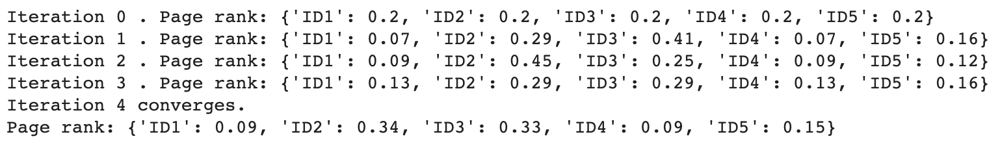 Iteration 0 . Page rank: {'ID1': 0.2, 'ID2': 0.2, 'ID3': 0.2, 'ID4': 0.2, 'ID5': 0.2}
Iteration 1 . Page rank: {'ID1': 0.07, 'ID2': 0.29, 'ID3': 0.41, 'ID4': 0.07, 'ID5': 0.16}
Iteration 2 . Page rank: {'ID1': 0.09, 'ID2': 0.45, 'ID3': 0.25, 'ID4': 0.09, 'ID5': 0.12}
Iteration 3 . Page rank: {'ID1': 0.13, 'ID2': 0.29, 'ID3': 0.29, 'ID4': 0.13, 'ID5': 0.16}
Iteration 4 converges.
Page rank: {'ID1': 0.09, 'ID2': 0.34, 'ID3': 0.33, 'ID4': 0.09, 'ID5': 0.15}